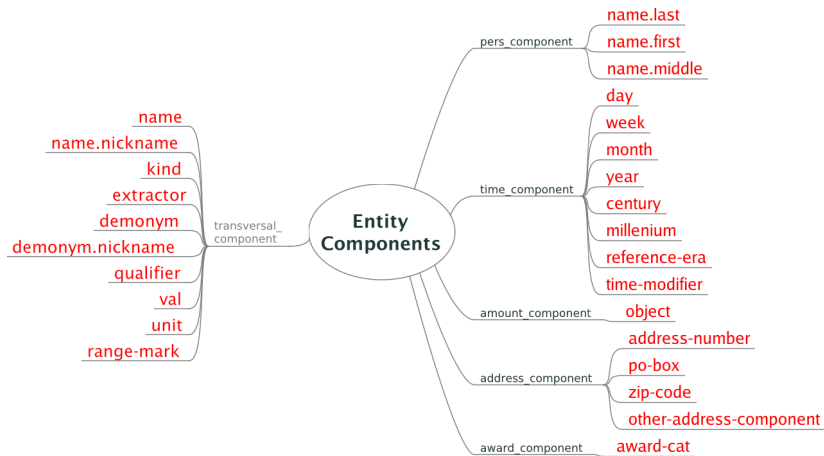 name
name.nickname
kind
extractor
demonym
demonym.nickname
qualifier
val
unit
range-mark
transversal_
component
Entity
Components
pers_component
name.last
name.first
name.middle
time_component
day
week
month
year
century
millenium
reference-era
time-modifier
amount_component
object
address_component
address-number
po-box
zip-code
other-address-component
award_component
award-cat